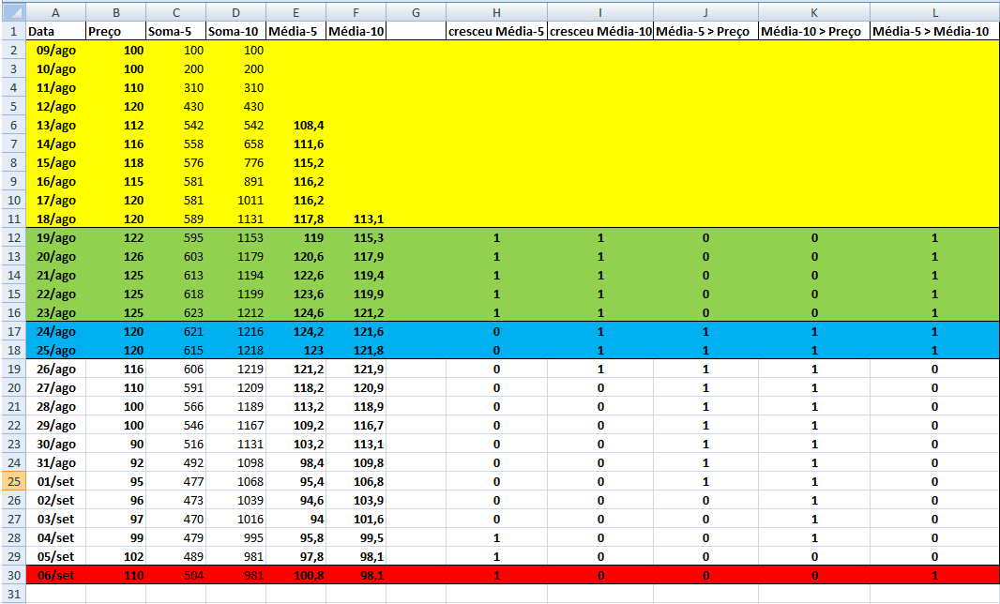 A B C D E F G H I J K L
1 Data Preço Soma-5 Soma-10 Média-5 Média-10 cresceu Média-5 cresceu Média-10 Média-5 > Preço Média-10 > Preço Média-5 > Média-10
2 09/ago 100 100 100
3 10/ago 100 200 200
4 11/ago 110 310 310
5 12/ago 120 430 430
6 13/ago 112 542 542 108,4
7 14/ago 116 558 658 111,6
8 15/ago 118 576 776 115,2
9 16/ago 115 581 891 116,2
10 17/ago 120 581 1011 116,2
11 18/ago 120 589 1131 117,8 113,1
12 19/ago 122 595 1153 119 115,3 1 1 0 0 1
13 20/ago 126 603 1179 120,6 117,9 1 1 0 0 1
14 21/ago 125 613 1194 122,6 119,4 1 1 0 0 1
15 22/ago 125 618 1199 123,6 119,9 1 1 0 0 1
16 23/ago 125 623 1212 124,6 121,2 1 1 0 0 1
17 24/ago 120 621 1216 124,2 121,6 0 1 1 1 1
18 25/ago 120 615 1218 123 121,8 0 1 1 1 1
19 26/ago 116 606 1219 121,2 121,9 0 1 1 1 0
20 27/ago 110 591 1209 118,2 120,9 0 0 1 1 0
21 28/ago 100 566 1189 113,2 118,9 0 0 1 1 0
22 29/ago 100 546 1167 109,2 116,7 0 0 1 1 0
23 30/ago 90 516 1131 103,2 113,1 0 0 1 1 0
24 31/ago 92 492 1098 98,4 109,8 0 0 1 1 0
25 01/set 95 477 1068 95,4 106,8 0 0 1 1 0
26 02/set 96 473 1039 94,6 103,9 0 0 0 1 0
27 03/set 97 470 1016 94 101,6 0 0 0 1 0
28 04/set 99 479 995 95,8 99,5 1 0 0 1 0
29 05/set 102 489 981 97,8 98,1 1 0 0 0 0
30 06/set 110 504 981 100,8 98,1 1 0 0 0 1
31